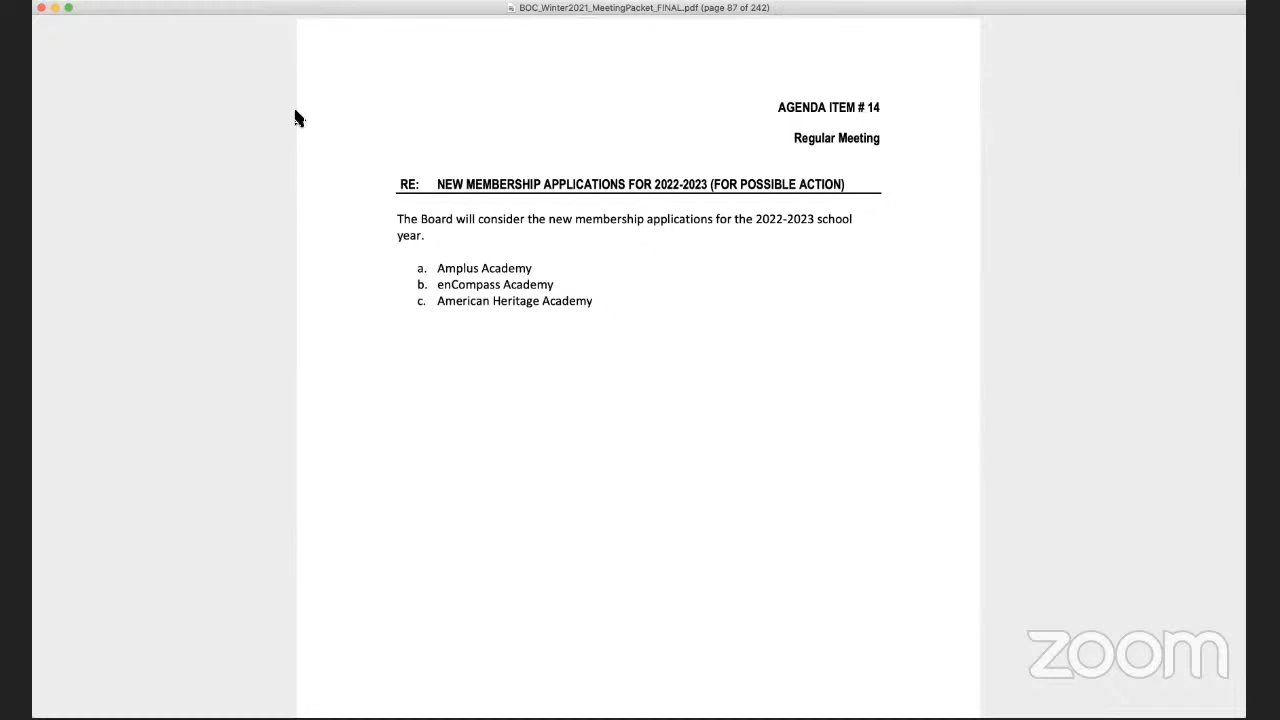 BOC_Winter2021_MeetingPacket_FINAL.pdf (page 87 of 242)
AGENDA ITEM # 14
Regular Meeting
RE: NEW MEMBERSHIP APPLICATIONS FOR 2022-2023 (FOR POSSIBLE ACTION)
The Board will consider the new membership applications for the 2022-2023 school
year.
a. Amplus Academy
b. enCompass Academy
c. American Heritage Academy
zoom